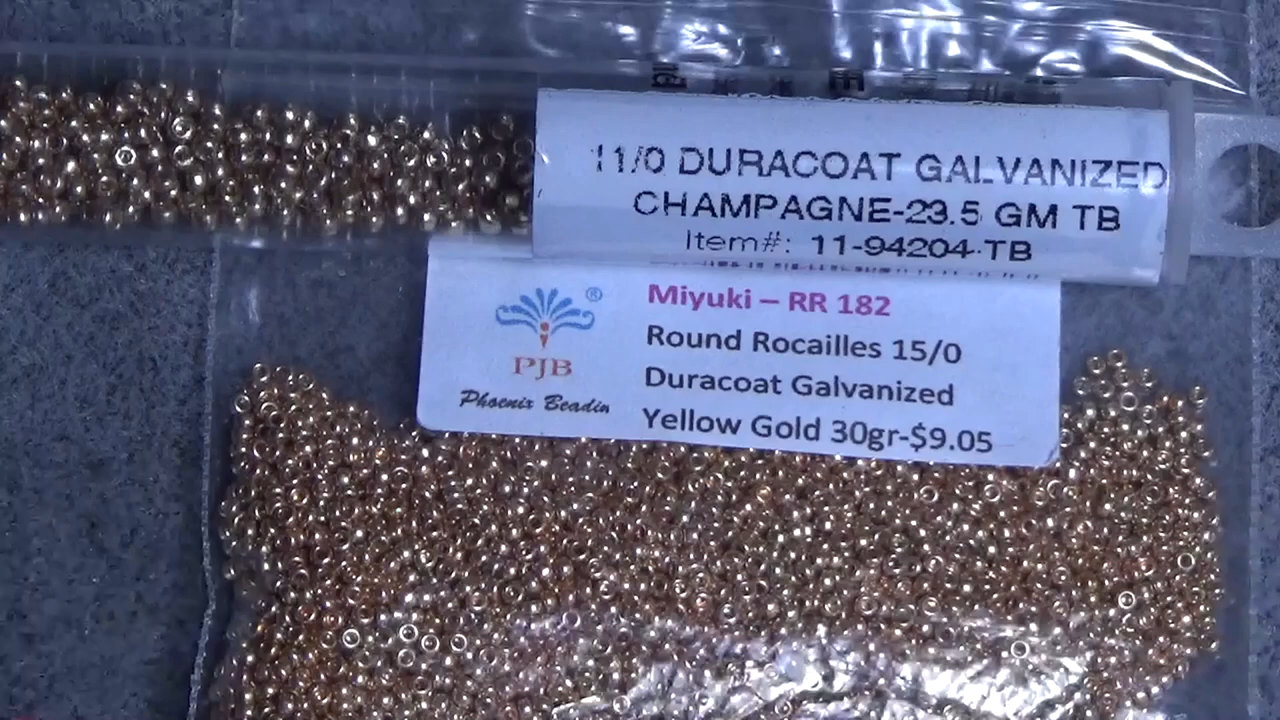 11/0 DURACOAT GALVANIZED
CHAMPAGNE-23.5 GM TB
Item#: 11-94204-TB
Miyuki – RR 182
Round Rocailles 15/0
Duracoat Galvanized
Yellow Gold 30gr-$9.05
®
PJB
Phoenix Beadin